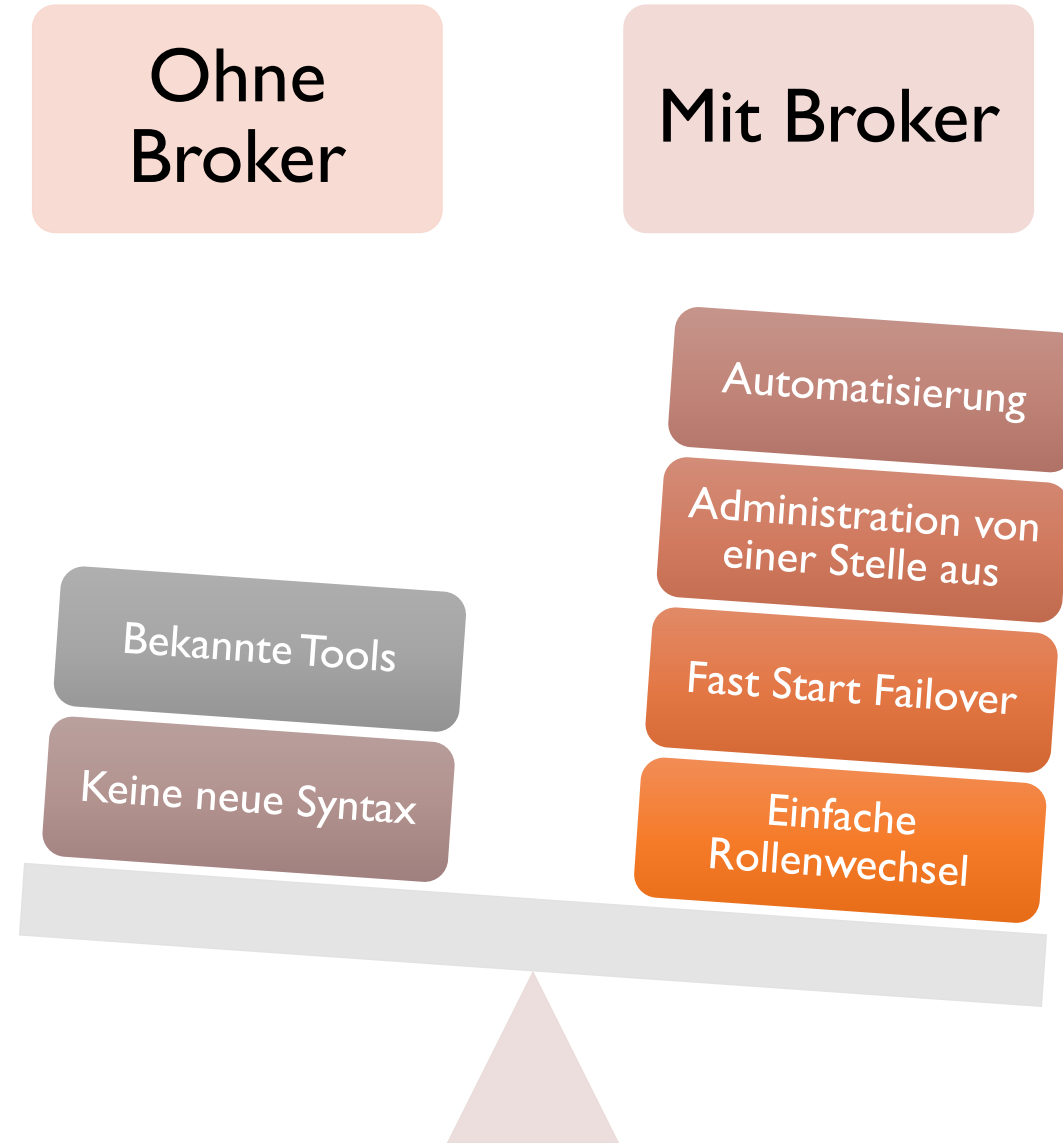 Ohne
Broker
Mit Broker
Bekannte Tools
Keine neue Syntax
Automatisierung
Administration von
einer Stelle aus
Fast Start Failover
Einfache
Rollenwechsel